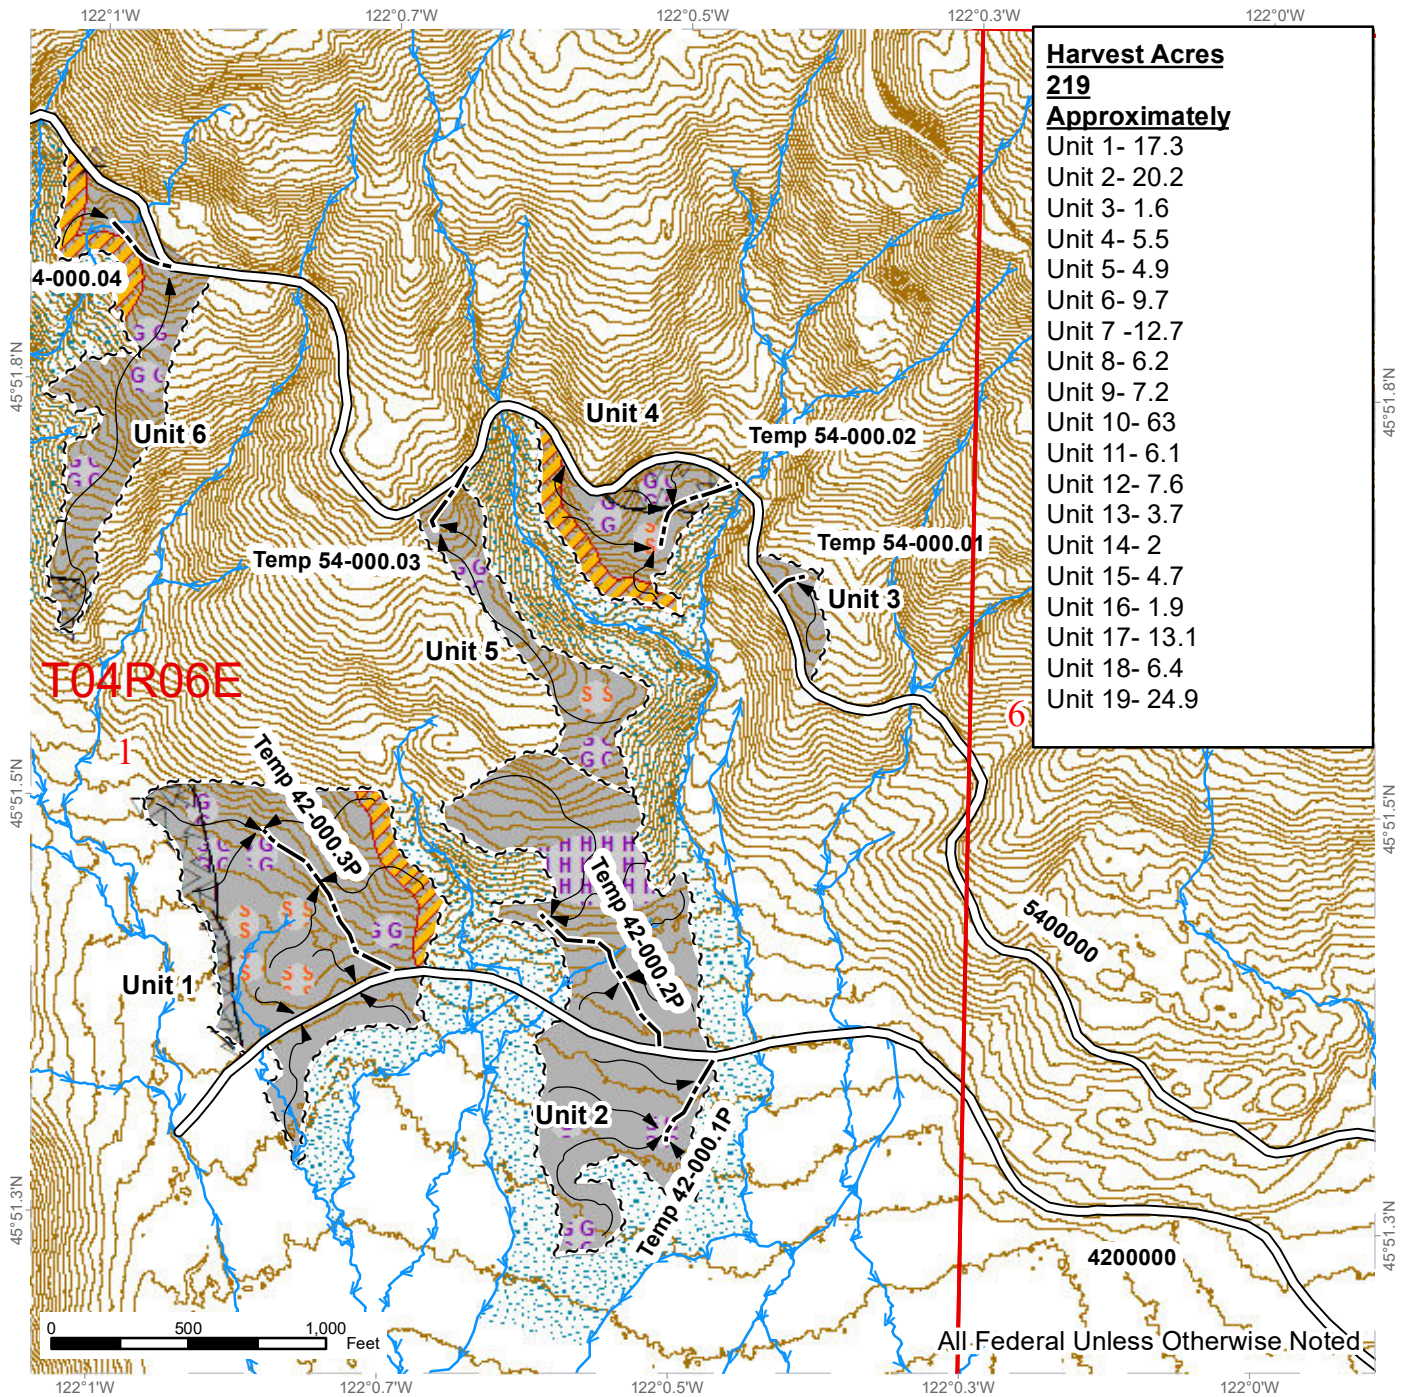 122°1'W
122°0.7'W
122°0.5'W
122°0.3'W
122°0'W
Harvest Acres
219
Approximately
Unit 1- 17.3
Unit 2- 20.2
Unit 3- 1.6
Unit 4- 5.5
Unit 5- 4.9
Unit 6- 9.7
Unit 7 -12.7
Unit 8- 6.2
Unit 9- 7.2
Unit 10- 63
Unit 11- 6.1
Unit 12- 7.6
Unit 13- 3.7
Unit 14- 2
Unit 15- 4.7
Unit 16- 1.9
Unit 17- 13.1
Unit 18- 6.4
Unit 19- 24.9
4-000.04
45°51.8'N
45°51.8'N
Unit 4
Unit 6
Temp 54-000.02
Temp 54-000.01
Temp 54-000.03
Unit 3
Unit 5
T04R06E
6
1
Temp 42-000.3P
45°51.5'N
45°51.5'N
Temp 42-000.2P
5400000
Unit 1
Unit 2
Temp 42-000.1P
45°51.3'N
45°51.3'N
4200000
0 500 1,000
Feet
All Federal Unless Otherwise Noted
122°1'W
122°0.7'W
122°0.5'W
122°0.3'W
122°0'W